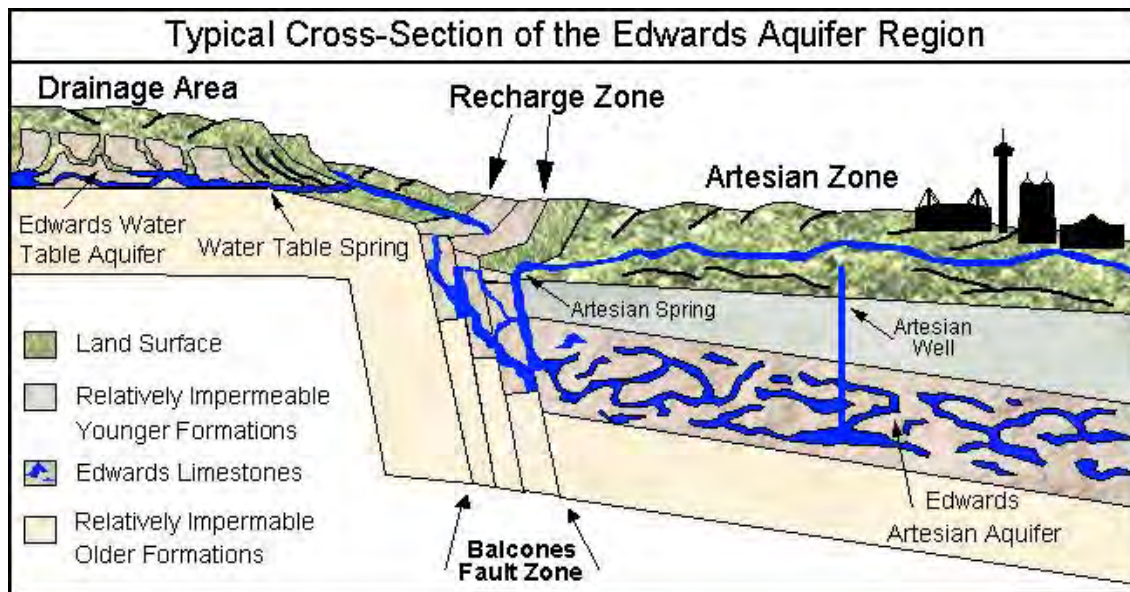 Typical Cross-Section of the Edwards Aquifer Region
Drainage Area
Recharge Zone
Artesian Zone
Edwards Water
Table Aquifer
Water Table Spring
Artesian Spring
Artesian
Well
Land Surface
Relatively Impermeable
Younger Formations
Edwards Limestones
Relatively Impermable
Older Formations
Balcones
Fault Zone
Edwards
Artesian Aquifer